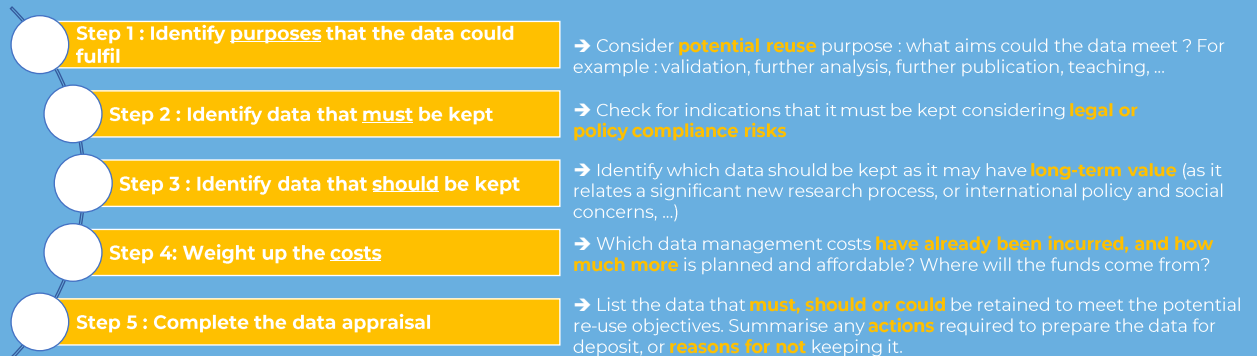 Step 1 : Identify purposes that the data could
fulfil
➔ Consider potential reuse purpose : what aims could the data meet ? For
example : validation, further analysis, further publication, teaching, ...
Step 2 : Identify data that must be kept
➔ Check for indications that it must be kept considering legal or
policy compliance risks
Step 3 : Identify data that should be kept
➔ Identify which data should be kept as it may have long-term value (as it
relates a significant new research process, or international policy and social
concerns, ...)
Step 4: Weight up the costs
➔ Which data management costs have already been incurred, and how
much more is planned and affordable? Where will the funds come from?
Step 5 : Complete the data appraisal
➔ List the data that must, should or could be retained to meet the potential
re-use objectives. Summarise any actions required to prepare the data for
deposit, or reasons for not keeping it.